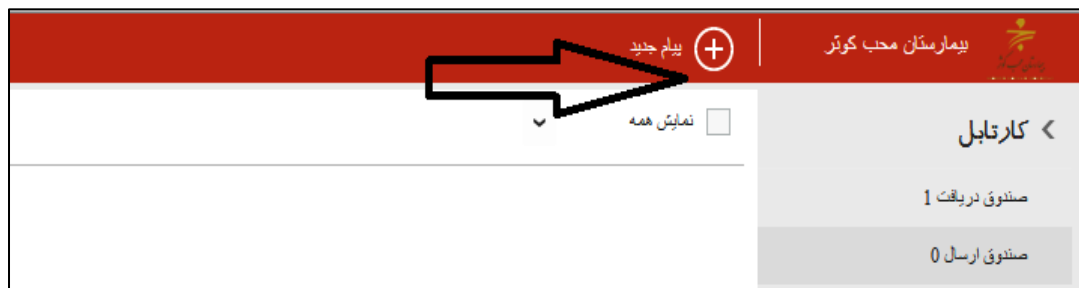 بیمارستان محب کوثر
پیام جدید
نمایش همه
کارتابل
صندوق دریافت 1
صندوق ارسال 0